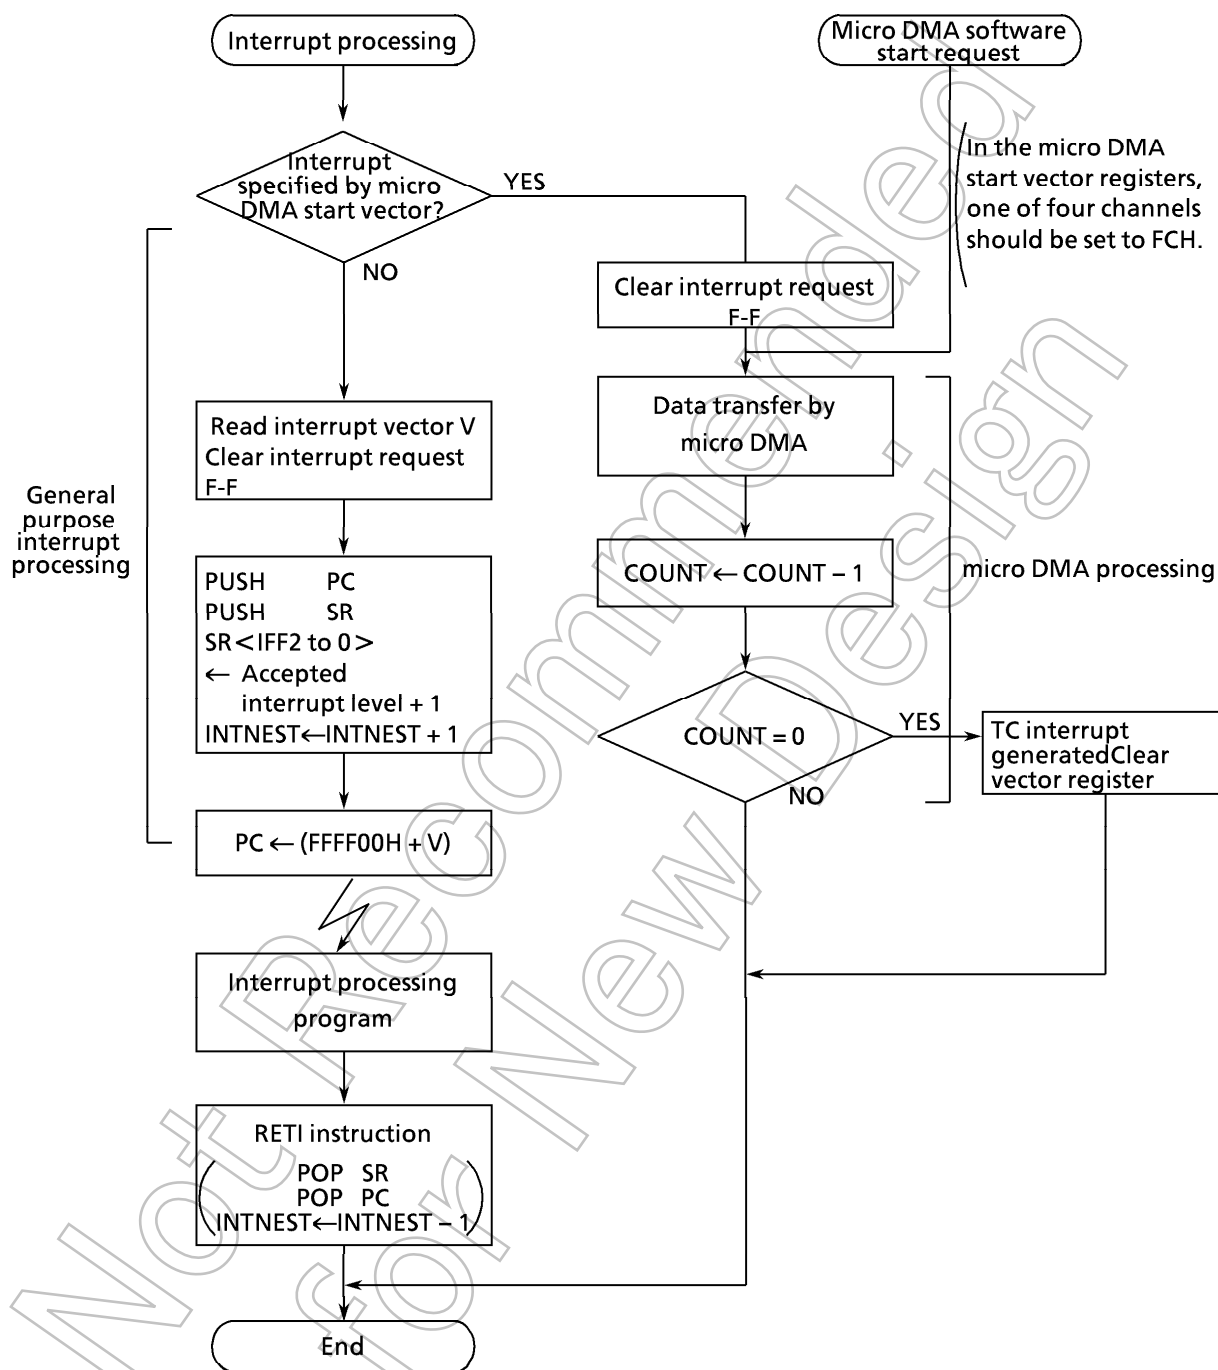 Interrupt processing
Micro DMA software
start request
Interrupt
specified by micro
DMA start vector?
YES
NO
In the micro DMA
start vector registers,
one of four channels
should be set to FCH.
Clear interrupt request
F-F
Read interrupt vector V
Clear interrupt request
F-F
Data transfer by
micro DMA
General
purpose
interrupt
processing
PUSH PC
PUSH SR
SR<IFF2 to 0>
← Accepted
interrupt level + 1
INTNEST←INTNEST + 1
COUNT ← COUNT – 1
micro DMA processing
COUNT = 0
YES
NO
TC interrupt
generatedClear
vector register
PC ← (FFFF00H + V)
Interrupt processing
program
RETI instruction
POP SR
POP PC
INTNEST←INTNEST – 1
End
Not Recommended
for New Design